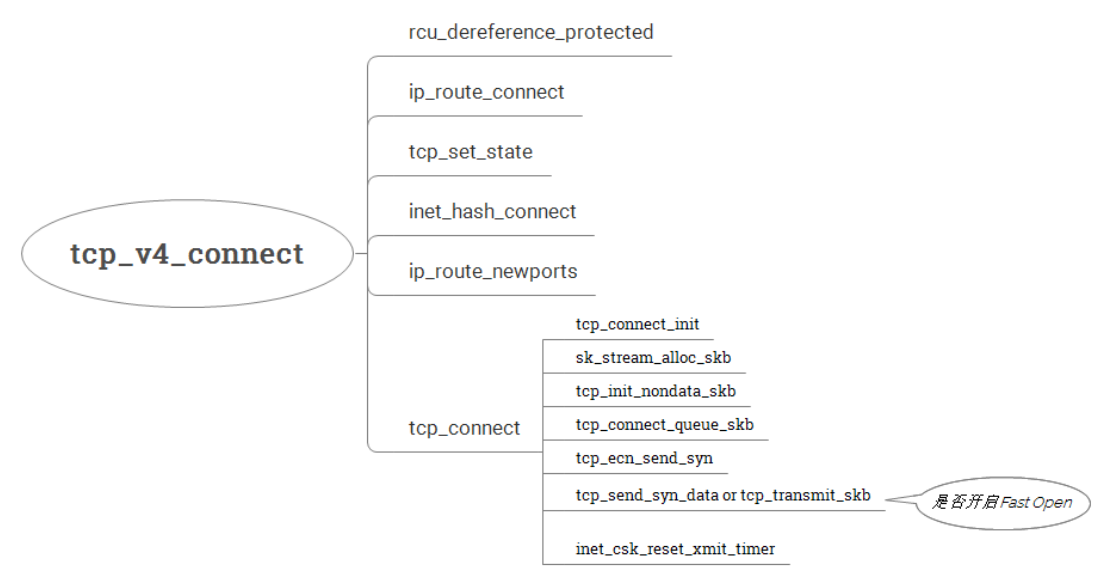 rcu_dereference_protected
ip_route_connect
tcp_set_state
tcp_v4_connect
inet_hash_connect
ip_route_newports
tcp_connect
tcp_connect_init
sk_stream_alloc_skb
tcp_init_nondata_skb
tcp_connect_queue_skb
tcp_ecn_send_syn
tcp_send_syn_data or tcp_transmit_skb
是否开启Fast Open
inet_csk_reset_xmit_timer